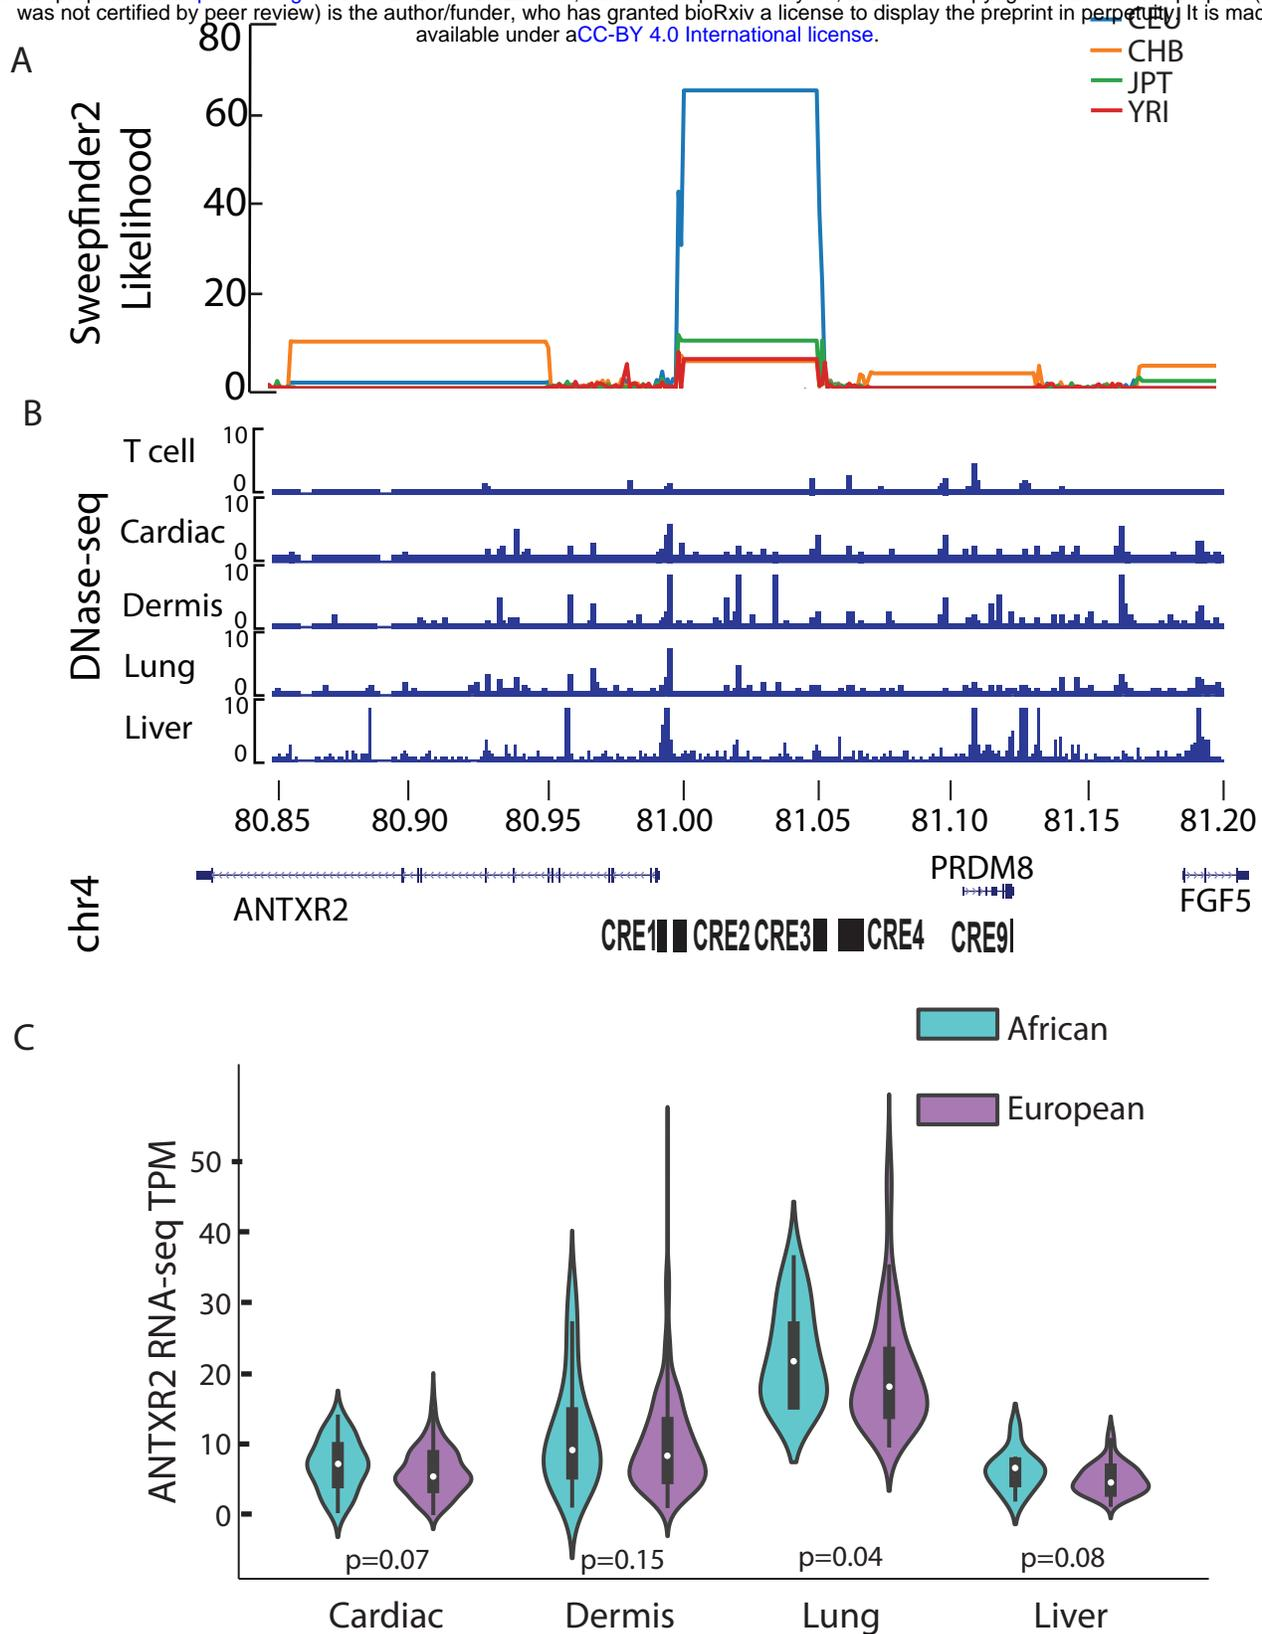 was not certified by peer review) is the author/funder, who has granted bioRxiv a license to display the preprint in perpetuity. It is
available under aCC-BY 4.0 International license.
A
Sweepfinder2
Likelihood
80
60
40
20
0
CEU
CHB
JPT
YRI
B
DNase-seq
T cell
10
0
Cardiac
10
0
Dermis
10
0
Lung
10
0
Liver
10
0
80.85 80.90 80.95 81.00 81.05 81.10 81.15 81.20
chr4
ANTXR2
PRDM8
FGF5
CRE1 CRE2 CRE3 CRE4 CRE9
C
African
European
ANTXR2 RNA-seq TPM
50
40
30
20
10
0
p=0.07 p=0.15 p=0.04 p=0.08
Cardiac Dermis Lung Liver